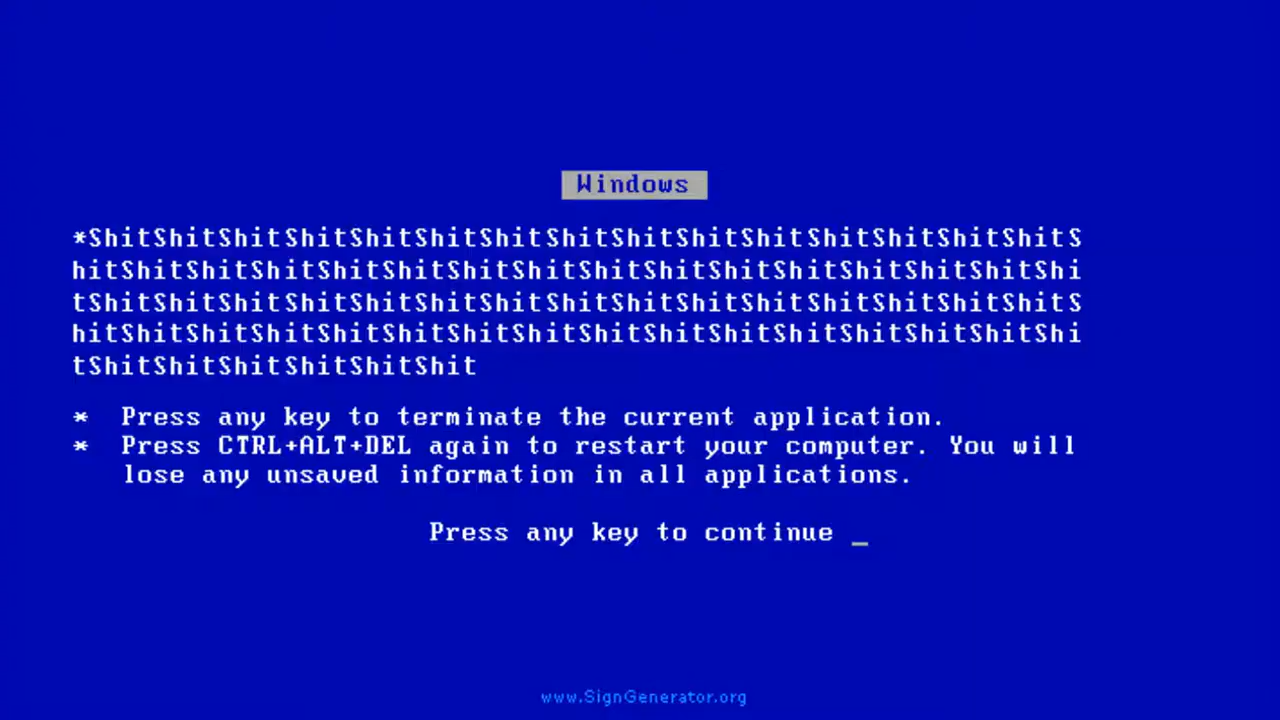 Windows
*ShitShitShitShitShitShitShitShitShitShitShitShitShitShitShitS
hitShitShitShitShitShitShitShitShitShitShitShitShitShitShitShi
tShitShitShitShitShitShitShitShitShitShitShitShitShitShitShitS
hitShitShitShitShitShitShitShitShitShitShitShitShitShitShitShi
tShitShitShitShitShitShit
* Press any key to terminate the current application.
* Press CTRL+ALT+DEL again to restart your computer. You will
lose any unsaved information in all applications.
Press any key to continue _
www.SignGenerator.org